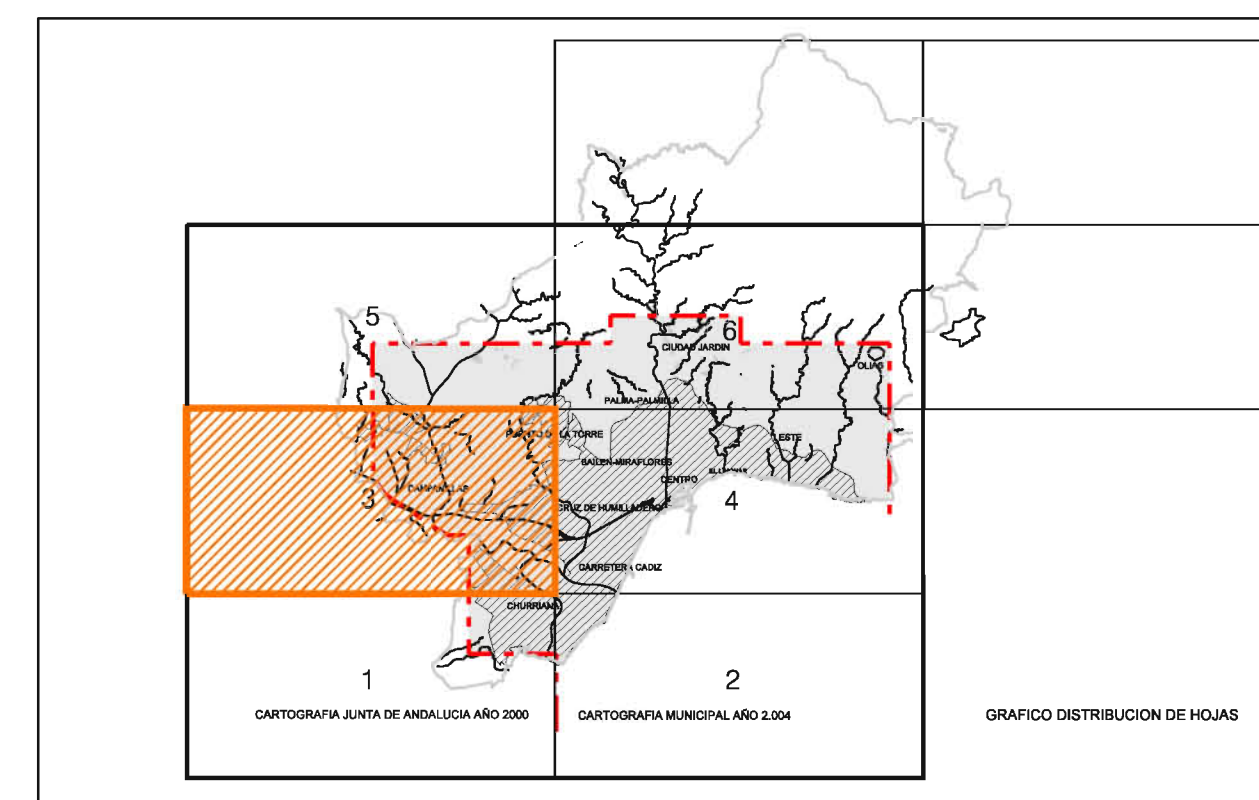 5
6
CIUDAD JARDIN
OLIAS
PALMA-PALMILLA
LA TORRE
LESTE
BAILEN-MIRAFLORES
CENTRO
3
CAMPANILLAS
4
CRUZ DE HUMILLADERO
CARRETERA CADIZ
CHURRIANA
1
2
CARTOGRAFIA JUNTA DE ANDALUCIA AÑO 2000
CARTOGRAFIA MUNICIPAL AÑO 2.004
GRAFICO DISTRIBUCION DE HOJAS